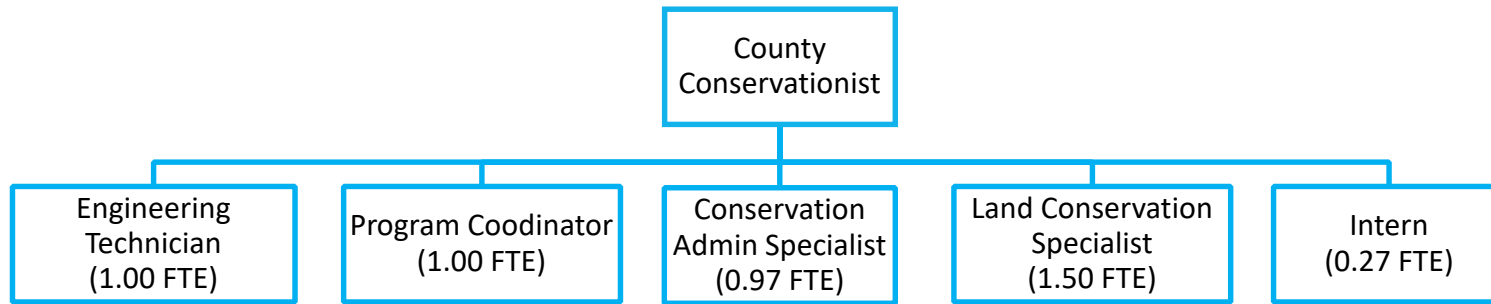 County
Conservationist
Engineering
Technician
(1.00 FTE)
Program Coodinator
(1.00 FTE)
Conservation
Admin Specialist
(0.97 FTE)
Land Conservation
Specialist
(1.50 FTE)
Intern
(0.27 FTE)